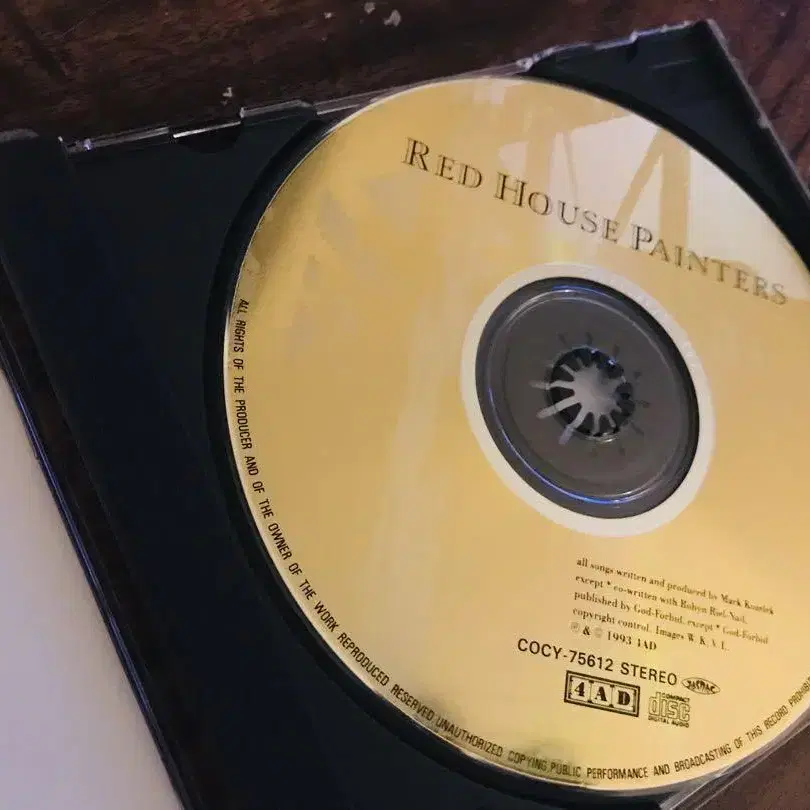 RED HOUSE PAINTERS
all songs written and produced by Mark Kozelek
except * co-written with Robyn Riel-Nail,
published by God-Forbid, except * God-Forbid
copyright control. Images W. K. V. L.
℗ & © 1993 4AD
COCY-75612 STEREO
4AD
COMPACT
disc
DIGITAL AUDIO
ALL RIGHTS OF THE PRODUCER AND OF THE OWNER OF THE WORK REPRODUCED RESERVED UNAUTHORIZED COPYING,PUBLIC PERFORMANCE AND BROADCASTING OF THIS RECORD